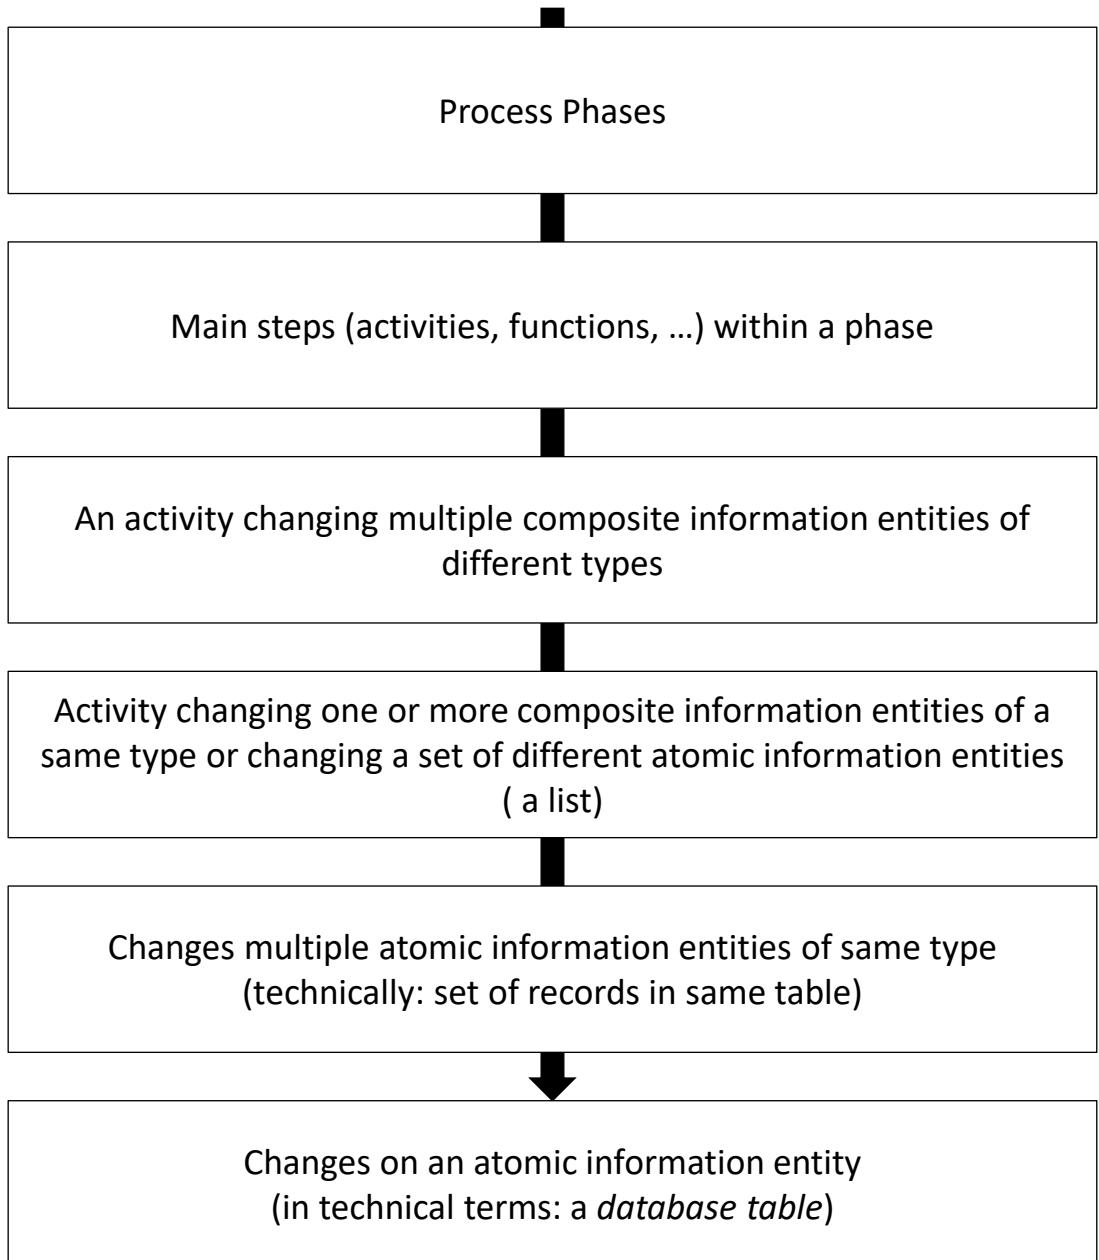 Process Phases
Main steps (activities, functions, …) within a phase
An activity changing multiple composite information entities of
different types
Activity changing one or more composite information entities of a
same type or changing a set of different atomic information entities
( a list)
Changes multiple atomic information entities of same type
(technically: set of records in same table)
Changes on an atomic information entity
(in technical terms: a database table)